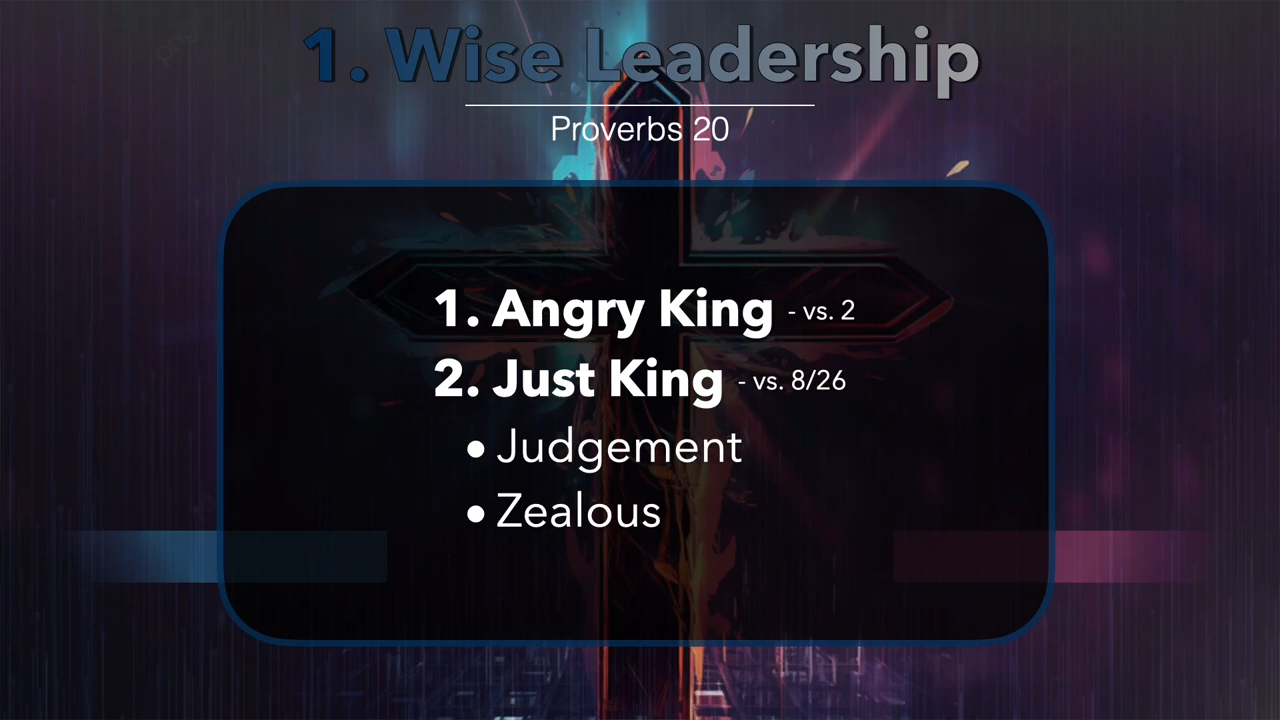 1. Wise Leadership
Proverbs 20
1. Angry King - vs. 2
2. Just King - vs. 8/26
• Judgement
• Zealous